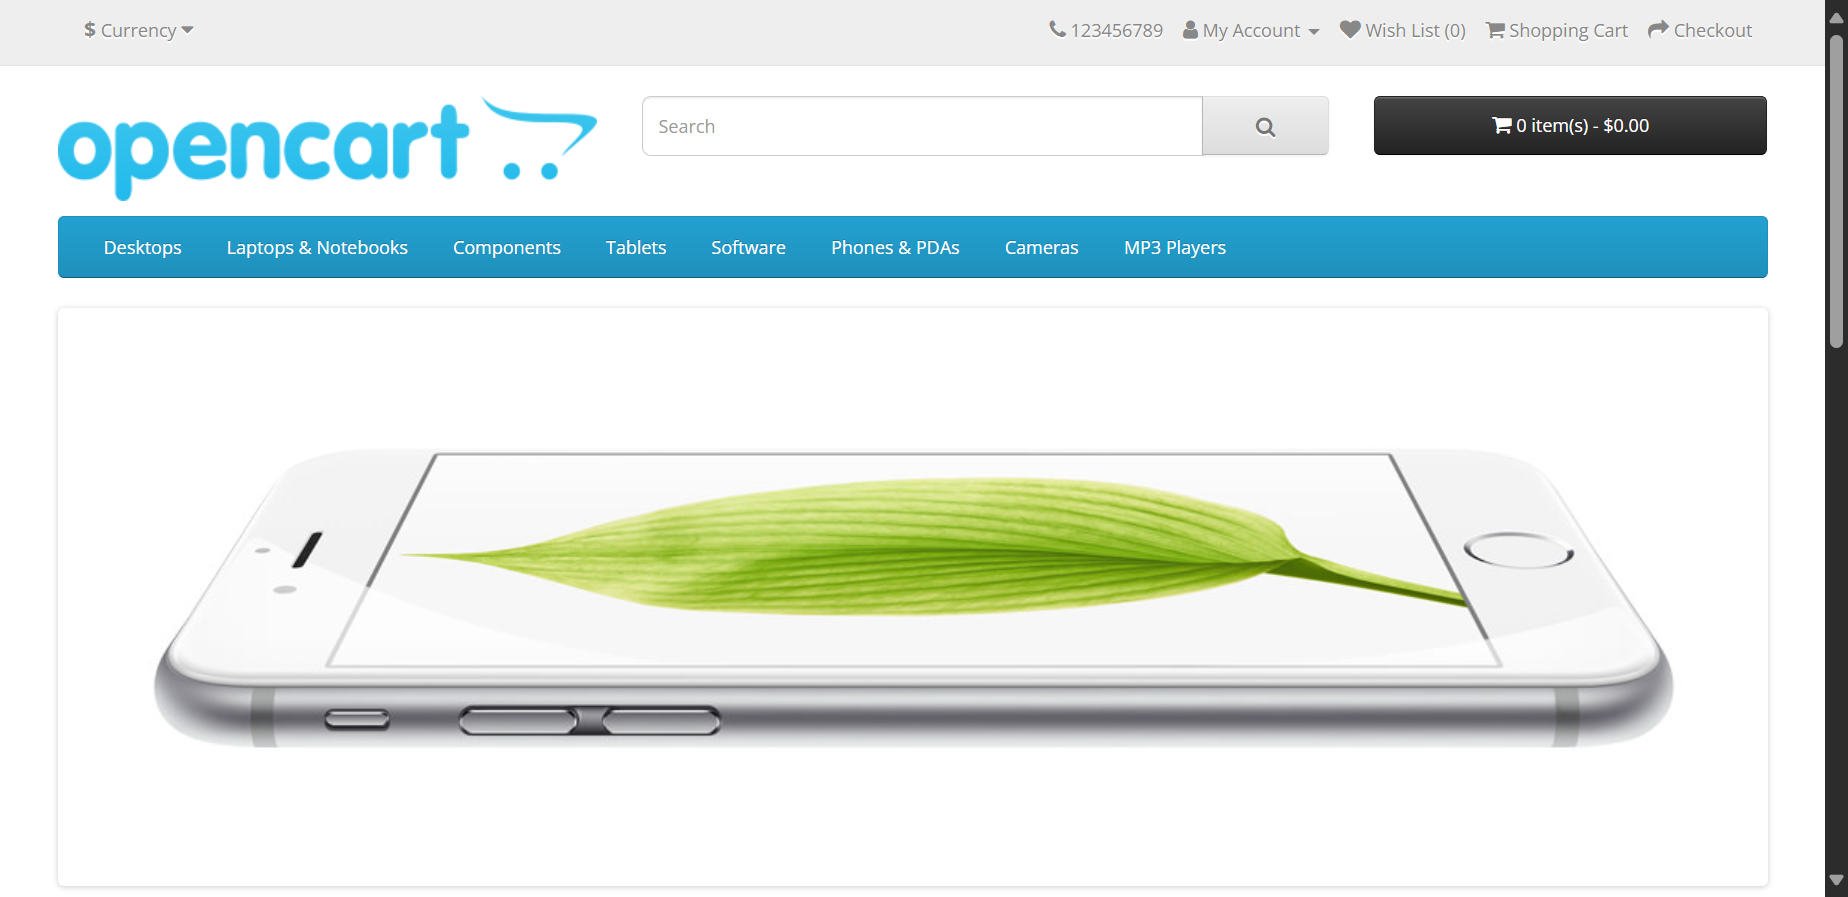 $ Currency
123456789 My Account Wish List (0) Shopping Cart Checkout
opencart
Search
0 item(s) - $0.00
Desktops Laptops & Notebooks Components Tablets Software Phones & PDAs Cameras MP3 Players